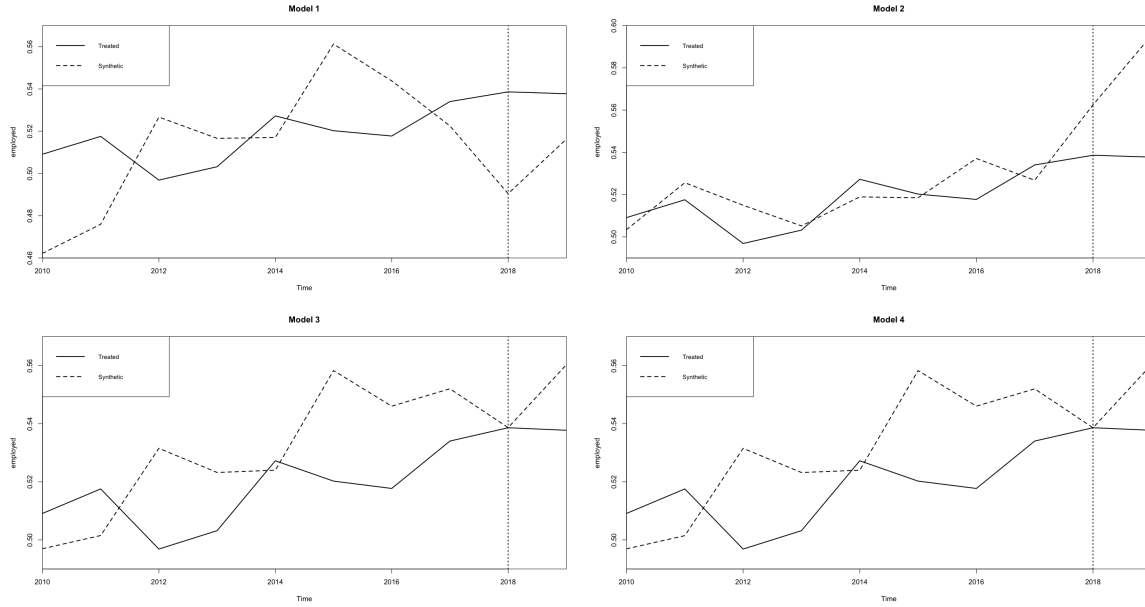 Model 1
Treated
Synthetic
employed
0.56
0.54
0.52
0.50
0.48
0.46
2010
2012
2014
2016
2018
Time
Model 2
Treated
Synthetic
employed
0.60
0.58
0.56
0.54
0.52
0.50
2010
2012
2014
2016
2018
Time
Model 3
Treated
Synthetic
employed
0.56
0.54
0.52
0.50
2010
2012
2014
2016
2018
Time
Model 4
Treated
Synthetic
employed
0.56
0.54
0.52
0.50
2010
2012
2014
2016
2018
Time